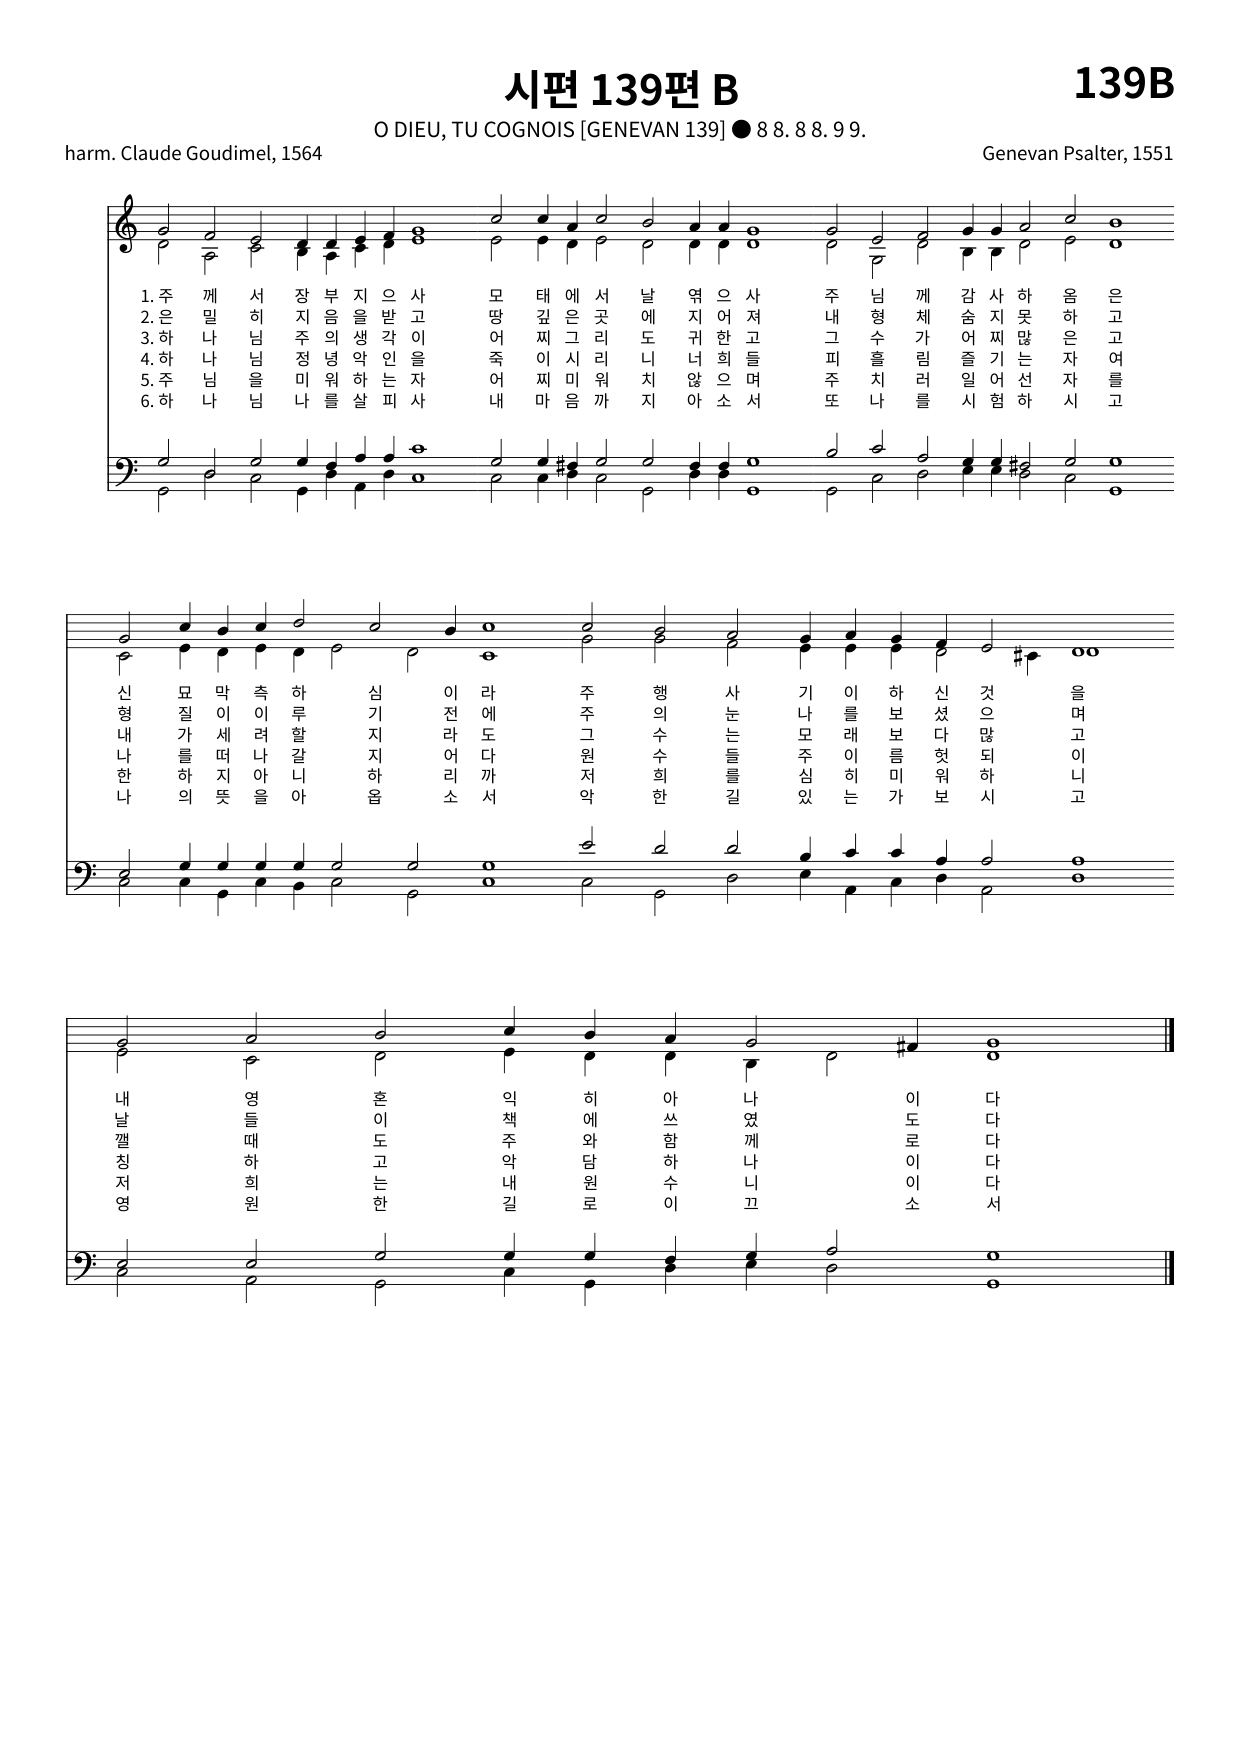 시편 139편 B
139B
O DIEU, TU COGNOIS [GENEVAN 139] ● 8 8. 8 8. 9 9.
harm. Claude Goudimel, 1564
Genevan Psalter, 1551
1. 주 께 서 장 부 지 으 사 모 태 에 서 날 엮 으 사 주 님 께 감 사 하 옴 은
2. 은 밀 히 지 음 을 받 고 땅 깊 은 곳 에 지 어 져 내 형 체 숨 지 못 하 고
3. 하 나 님 주 의 생 각 이 어 찌 그 리 도 귀 한 고 그 수 가 어 찌 많 은 고
4. 하 나 님 정 녕 악 인 을 죽 이 시 리 니 너 희 들 피 흘 림 즐 기 는 자 여
5. 주 님 을 미 워 하 는 자 어 찌 미 워 치 않 으 며 주 치 러 일 어 선 자 를
6. 하 나 님 나 를 살 피 사 내 마 음 까 지 아 소 서 또 나 를 시 험 하 시 고
신 묘 막 측 하 심 이 라 주 행 사 기 이 하 신 것 을
형 질 이 이 루 기 전 에 주 의 눈 나 를 보 셨 으 며
내 가 세 려 할 지 라 도 그 수 는 모 래 보 다 많 고
나 를 떠 나 갈 지 어 다 원 수 들 주 이 름 헛 되 이
한 하 지 아 니 하 리 까 저 희 를 심 히 미 워 하 니
나 의 뜻 을 아 옵 소 서 악 한 길 있 는 가 보 시 고
내 영 혼 익 히 아 나 이 다
날 들 이 책 에 쓰 였 도 다
깰 때 도 주 와 함 께 로 다
칭 하 고 악 담 하 나 이 다
저 희 는 내 원 수 니 이 다
영 원 한 길 로 이 끄 소 서